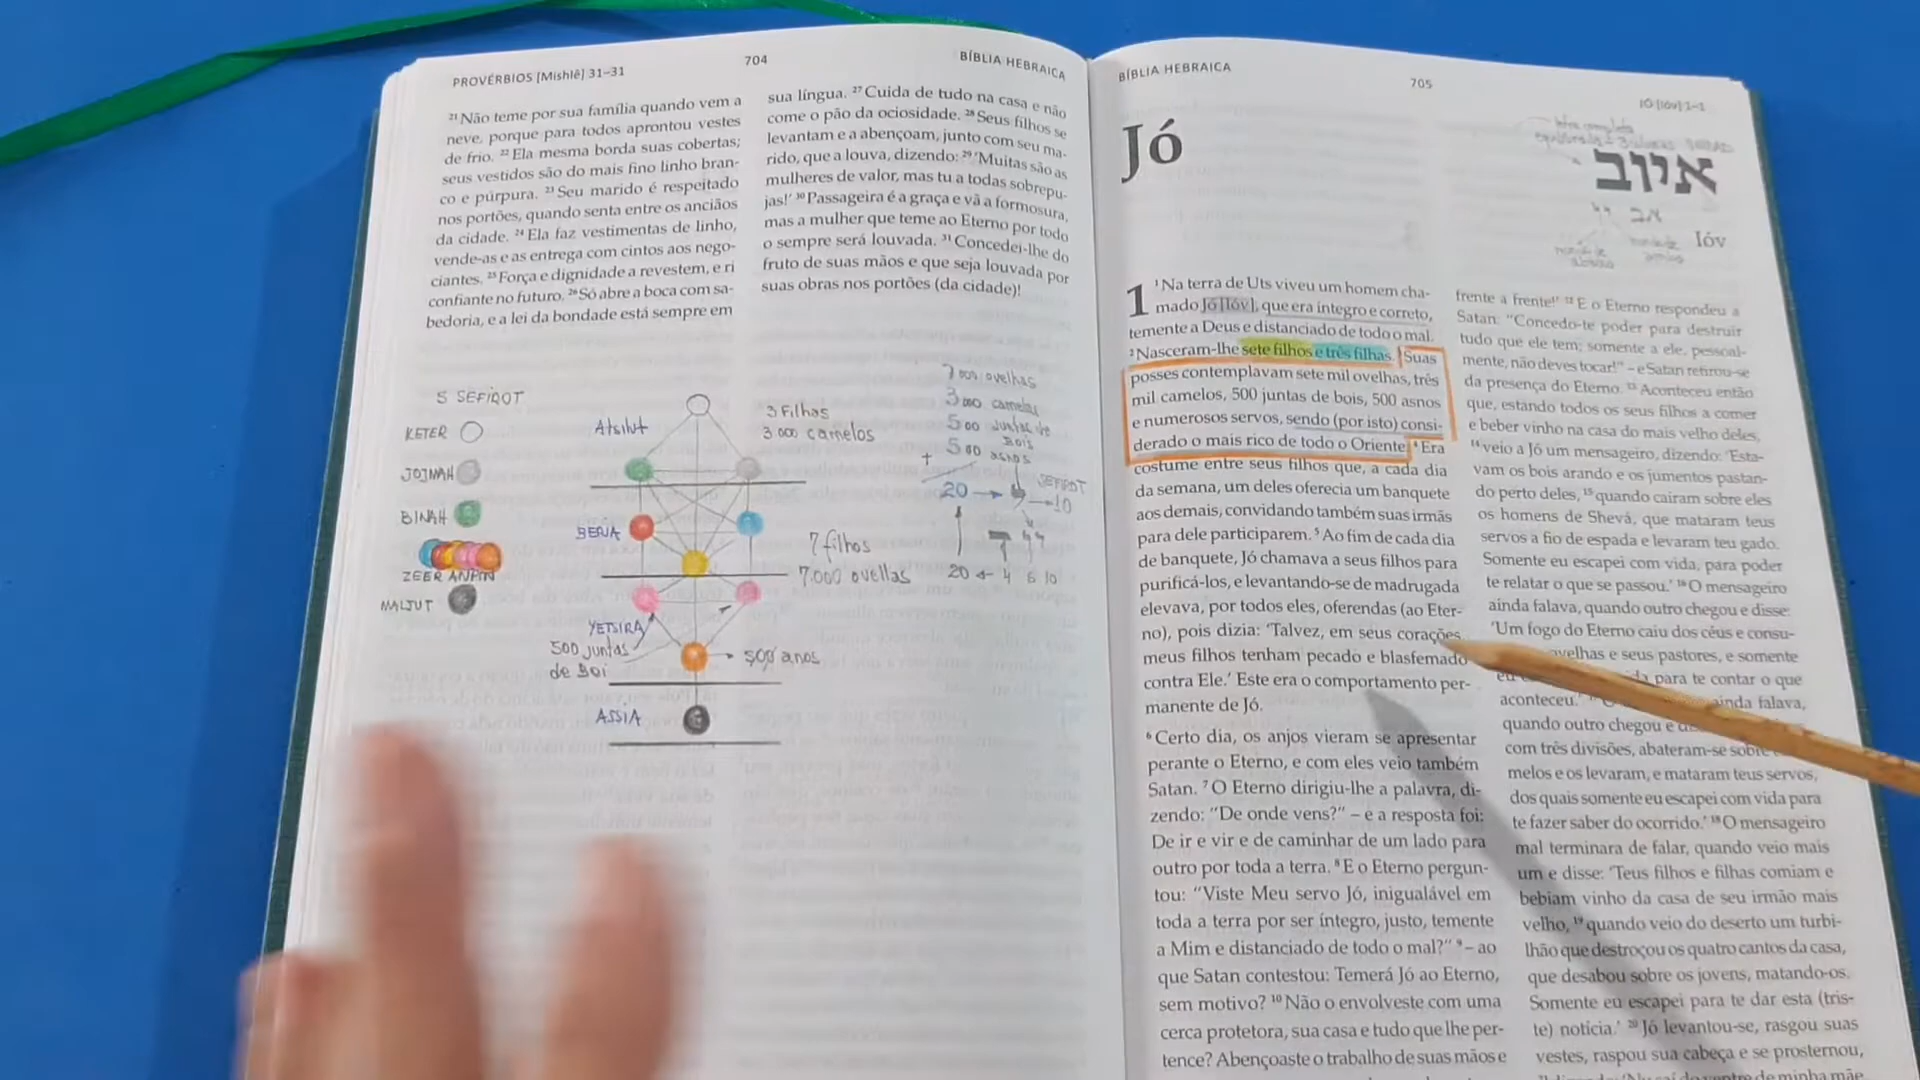 PROVÉRBIOS [Mishlê] 31–31
704
BÍBLIA HEBRAICA
²¹Não teme por sua família quando vem a
neve, porque para todos aprontou vestes
de frio. ²²Ela mesma borda suas cobertas;
seus vestidos são do mais fino linho bran-
co e púrpura. ²³Seu marido é respeitado
nos portões, quando senta entre os anciãos
da cidade. ²⁴Ela faz vestimentas de linho,
vende-as e as entrega com cintos aos nego-
ciantes. ²⁵Força e dignidade a revestem, e ri
confiante no futuro. ²⁶Só abre a boca com sa-
bedoria, e a lei da bondade está sempre em
sua língua. ²⁷Cuida de tudo na casa e não
come o pão da ociosidade. ²⁸Seus filhos se
levantam e a abençoam, junto com seu ma-
rido, que a louva, dizendo: ²⁹'Muitas são as
mulheres de valor, mas tu a todas sobrepu-
jas!' ³⁰Passageira é a graça e vã a formosura,
mas a mulher que teme ao Eterno por todo
o sempre será louvada. ³¹Concedei-lhe do
fruto de suas mãos e que seja louvada por
suas obras nos portões (da cidade)!
5 SEFIROT
KETER
JOJMAH
BINAH
ZEER ANPIN
MALJUT
Atsilut
3 Filhas
3 000 camelos
BERIA
7 filhos
7.000 ovellas
YETSIRA
500 juntas
de Boi
500 anos
ASSIA
7 000 ovelhas
3 000 camelos
500 juntas de
Bois
500 asnos
+
20
SEFIROT
10
20 4 6 10
BÍBLIA HEBRAICA
705
JÓ [Ióv] 1–1
Jó
איוב
אב
Ióv
1 ¹Na terra de Uts viveu um homem cha-
mado Jó [Ióv], que era íntegro e correto,
temente a Deus e distanciado de todo o mal.
²Nasceram-lhe sete filhos e três filhas. Suas
posses contemplavam sete mil ovelhas, três
mil camelos, 500 juntas de bois, 500 asnos
e numerosos servos, sendo (por isto) consi-
derado o mais rico de todo o Oriente. ⁴Era
costume entre seus filhos que, a cada dia
da semana, um deles oferecia um banquete
aos demais, convidando também suas irmãs
para dele participarem. ⁵Ao fim de cada dia
de banquete, Jó chamava a seus filhos para
purificá-los, e levantando-se de madrugada
elevava, por todos eles, oferendas (ao Eter-
no), pois dizia: 'Talvez, em seus corações,
meus filhos tenham pecado e blasfemado
contra Ele.' Este era o comportamento per-
manente de Jó.
⁶Certo dia, os anjos vieram se apresentar
perante o Eterno, e com eles veio também
Satan. ⁷O Eterno dirigiu-lhe a palavra, di-
zendo: "De onde vens?" – e a resposta foi:
De ir e vir e de caminhar de um lado para
outro por toda a terra. ⁸E o Eterno pergun-
tou: "Viste Meu servo Jó, inigualável em
toda a terra por ser íntegro, justo, temente
a Mim e distanciado de todo o mal?" ⁹– ao
que Satan contestou: Temerá Jó ao Eterno,
sem motivo? ¹⁰Não o envolveste com uma
cerca protetora, sua casa e tudo que lhe per-
tence? Abençoaste o trabalho de suas mãos e
frente a frente!' ¹²E o Eterno respondeu a
Satan: "Concedo-te poder para destruir
tudo que ele tem; somente a ele, pessoal-
mente, não deves tocar!" – e Satan retirou-se
da presença do Eterno. ¹³Aconteceu então
que, estando todos os seus filhos a comer
e beber vinho na casa do mais velho deles,
¹⁴veio a Jó um mensageiro, dizendo: 'Esta-
vam os bois arando e os jumentos pastan-
do perto deles, ¹⁵quando caíram sobre eles
os homens de Shevá, que mataram teus
servos a fio de espada e levaram teu gado.
Somente eu escapei com vida, para poder
te relatar o que se passou.' ¹⁶O mensageiro
ainda falava, quando outro chegou e disse:
'Um fogo do Eterno caiu dos céus e consu-
ovelhas e seus pastores, e somente
para te contar o que
aconteceu.' ainda falava,
quando outro chegou e
com três divisões, abateram-se sobre
melos e os levaram, e mataram teus servos,
dos quais somente eu escapei com vida para
te fazer saber do ocorrido.' ¹⁸O mensageiro
mal terminara de falar, quando veio mais
um e disse: 'Teus filhos e filhas comiam e
bebiam vinho da casa de seu irmão mais
velho, ¹⁹quando veio do deserto um turbi-
lhão que destroçou os quatro cantos da casa,
que desabou sobre os jovens, matando-os.
Somente eu escapei para te dar esta (tris-
te) notícia.' ²⁰Jó levantou-se, rasgou suas
vestes, raspou sua cabeça e se prosternou,